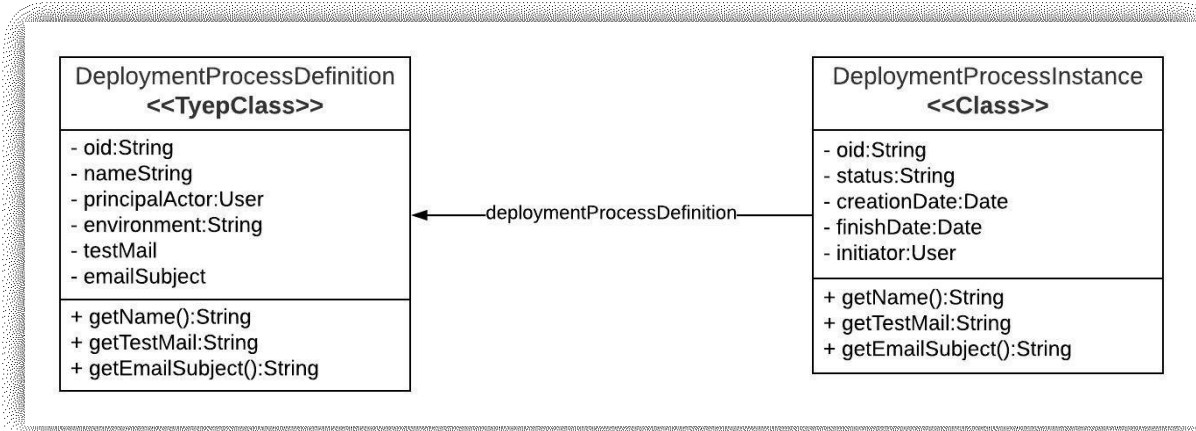 DeploymentProcessDefinition
<<TyepClass>>
- oid:String
- nameString
- principalActor:User
- environment:String
- testMail
- emailSubject
+ getName():String
+ getTestMail:String
+ getEmailSubject():String
deploymentProcessDefinition
DeploymentProcessInstance
<<Class>>
- oid:String
- status:String
- creationDate:Date
- finishDate:Date
- initiator:User
+ getName():String
+ getTestMail:String
+ getEmailSubject():String